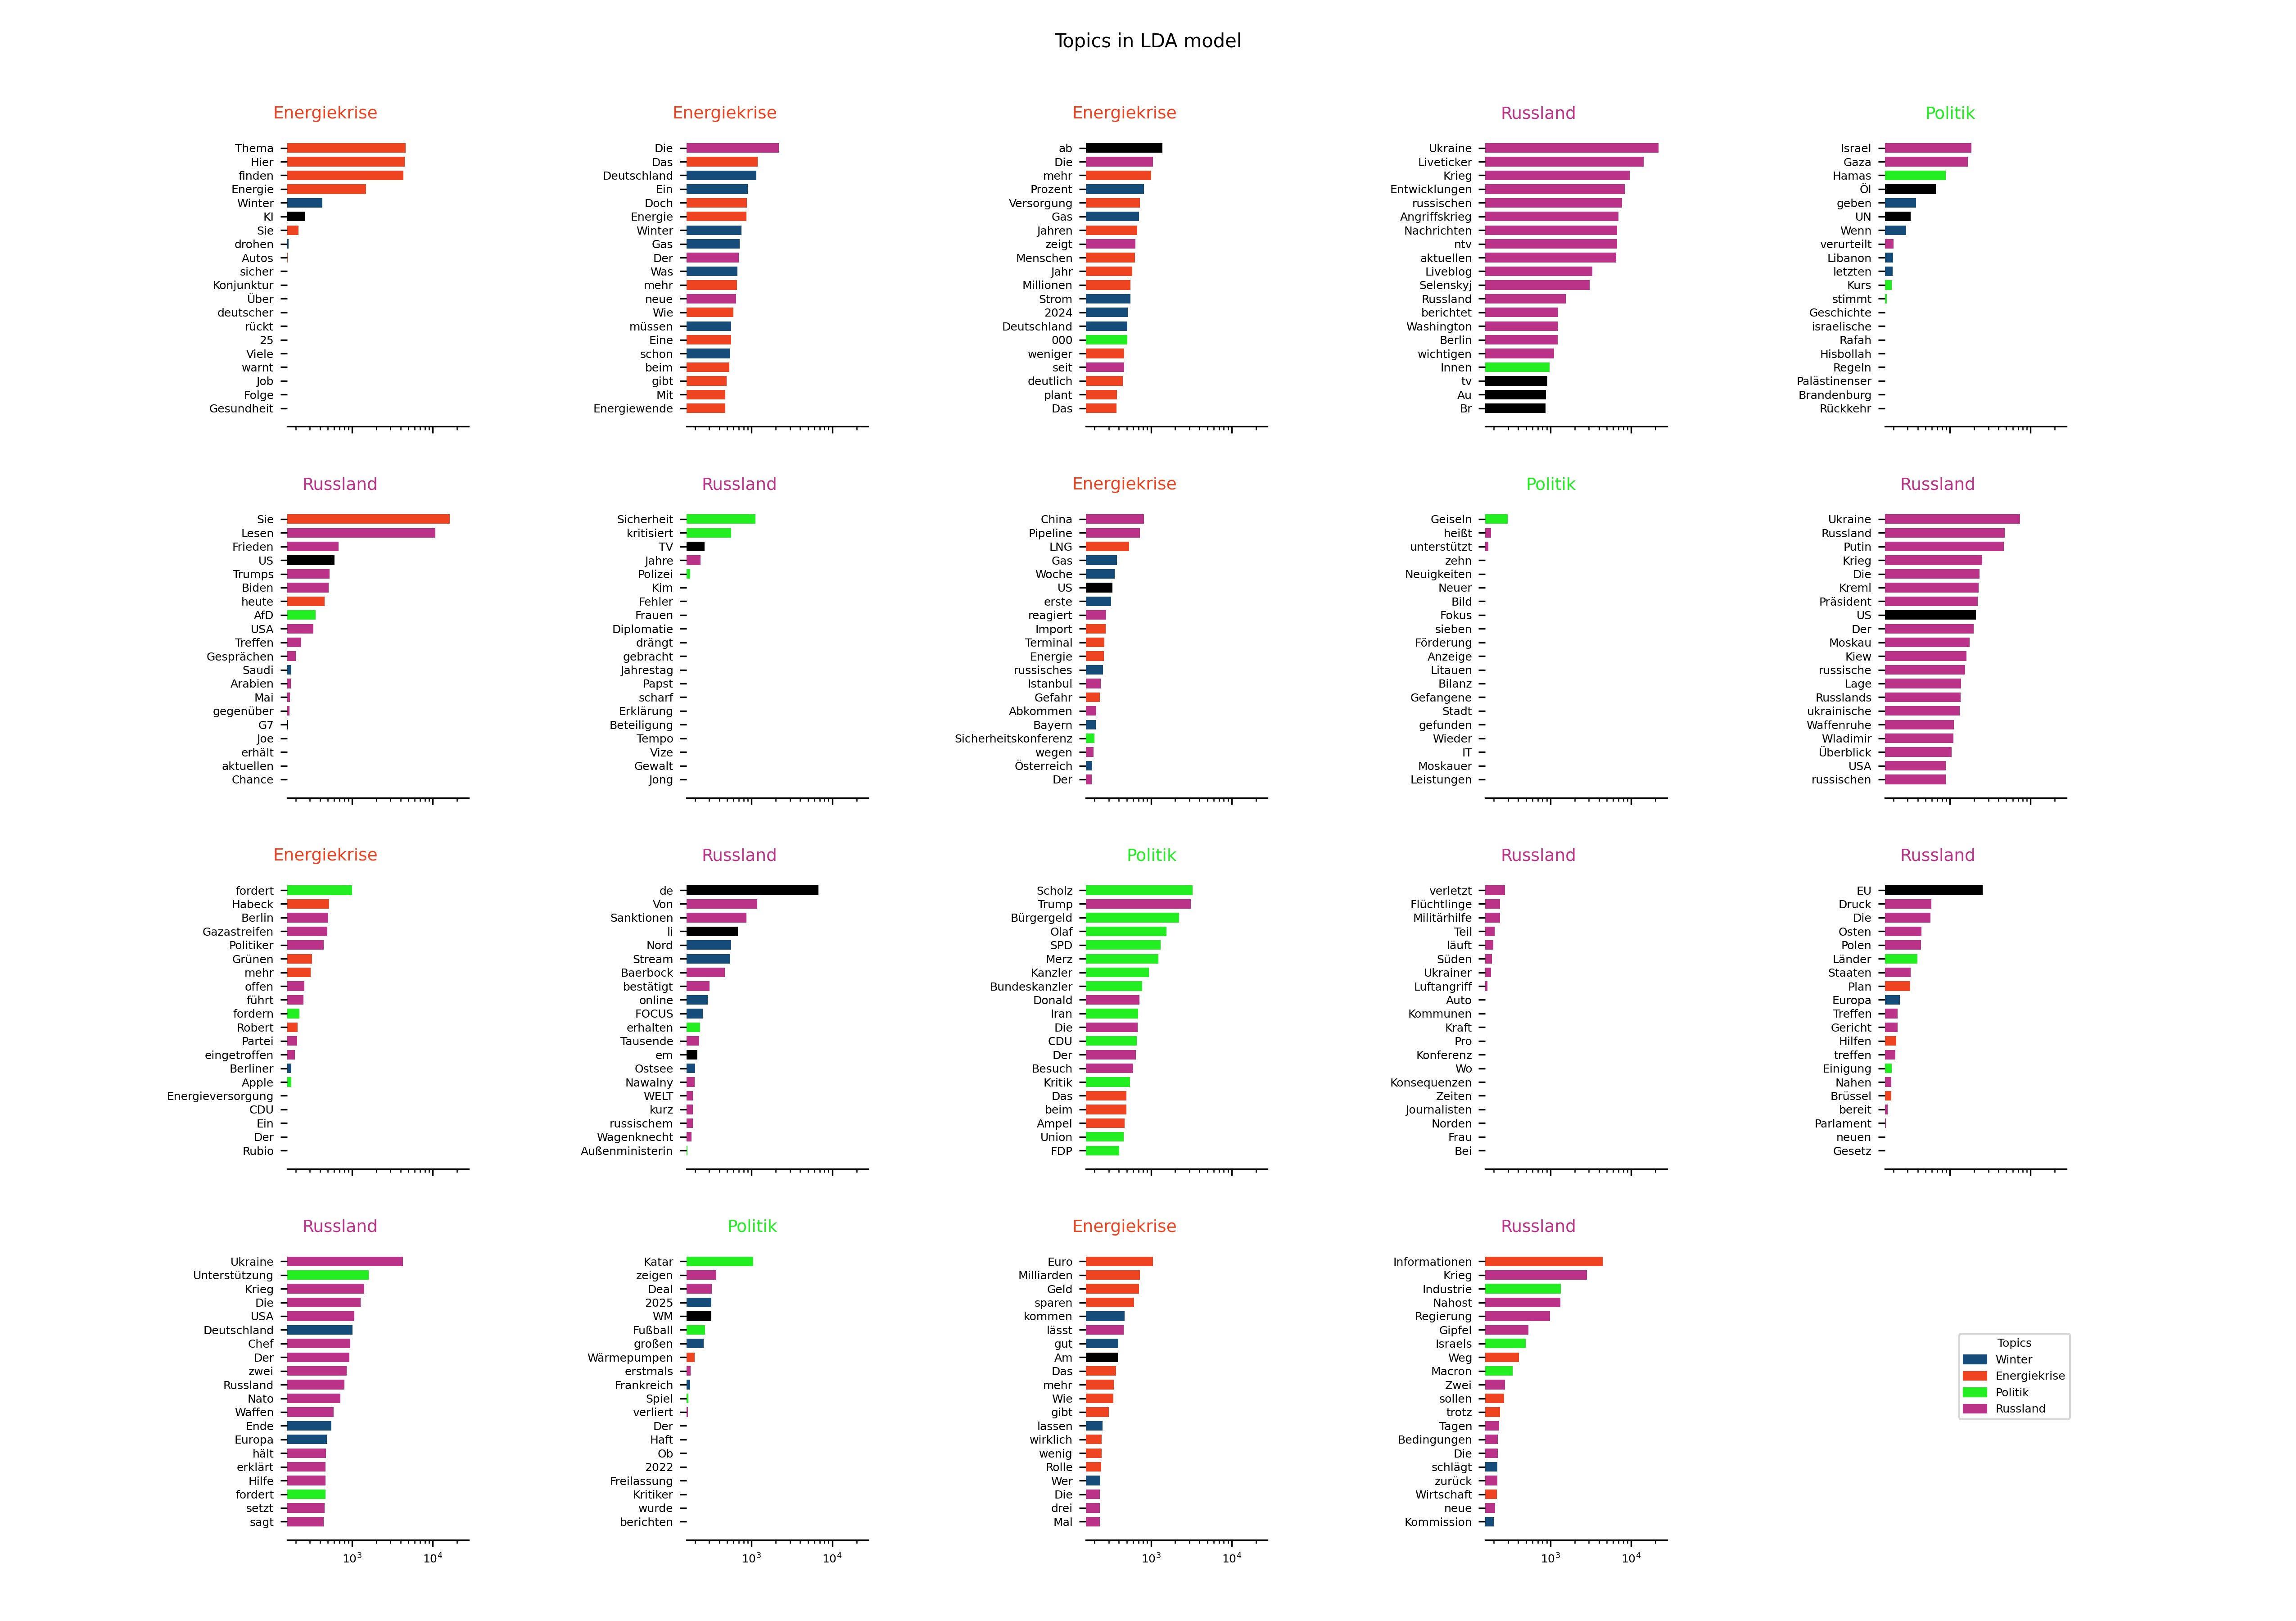 Topics in LDA model
Energiekrise
Thema
Hier
finden
Energie
Winter
KI
Sie
drohen
Autos
sicher
Konjunktur
Über
deutscher
rückt
25
Viele
warnt
Job
Folge
Gesundheit
Energiekrise
Die
Das
Deutschland
Ein
Doch
Energie
Winter
Gas
Der
Was
mehr
neue
Wie
müssen
Eine
schon
beim
gibt
Mit
Energiewende
Energiekrise
ab
Die
mehr
Prozent
Versorgung
Gas
Jahren
zeigt
Menschen
Jahr
Millionen
Strom
2024
Deutschland
000
weniger
seit
deutlich
plant
Das
Russland
Ukraine
Liveticker
Krieg
Entwicklungen
russischen
Angriffskrieg
Nachrichten
ntv
aktuellen
Liveblog
Selenskyj
Russland
berichtet
Washington
Berlin
wichtigen
Innen
tv
Au
Br
Politik
Israel
Gaza
Hamas
Öl
geben
UN
Wenn
verurteilt
Libanon
letzten
Kurs
stimmt
Geschichte
israelische
Rafah
Hisbollah
Regeln
Palästinenser
Brandenburg
Rückkehr
Russland
Sie
Lesen
Frieden
US
Trumps
Biden
heute
AfD
USA
Treffen
Gesprächen
Saudi
Arabien
Mai
gegenüber
G7
Joe
erhält
aktuellen
Chance
Russland
Sicherheit
kritisiert
TV
Jahre
Polizei
Kim
Fehler
Frauen
Diplomatie
drängt
gebracht
Jahrestag
Papst
scharf
Erklärung
Beteiligung
Tempo
Vize
Gewalt
Jong
Energiekrise
China
Pipeline
LNG
Gas
Woche
US
erste
reagiert
Import
Terminal
Energie
russisches
Istanbul
Gefahr
Abkommen
Bayern
Sicherheitskonferenz
wegen
Österreich
Der
Politik
Geiseln
heißt
unterstützt
zehn
Neuigkeiten
Neuer
Bild
Fokus
sieben
Förderung
Anzeige
Litauen
Bilanz
Gefangene
Stadt
gefunden
Wieder
IT
Moskauer
Leistungen
Russland
Ukraine
Russland
Putin
Krieg
Die
Kreml
Präsident
US
Der
Moskau
Kiew
russische
Lage
Russlands
ukrainische
Waffenruhe
Wladimir
Überblick
USA
russischen
Energiekrise
fordert
Habeck
Berlin
Gazastreifen
Politiker
Grünen
mehr
offen
führt
fordern
Robert
Partei
eingetroffen
Berliner
Apple
Energieversorgung
CDU
Ein
Der
Rubio
Russland
de
Von
Sanktionen
li
Nord
Stream
Baerbock
bestätigt
online
FOCUS
erhalten
Tausende
em
Ostsee
Nawalny
WELT
kurz
russischem
Wagenknecht
Außenministerin
Politik
Scholz
Trump
Bürgergeld
Olaf
SPD
Merz
Kanzler
Bundeskanzler
Donald
Iran
Die
CDU
Der
Besuch
Kritik
Das
beim
Ampel
Union
FDP
Russland
verletzt
Flüchtlinge
Militärhilfe
Teil
läuft
Süden
Ukrainer
Luftangriff
Auto
Kommunen
Kraft
Pro
Konferenz
Wo
Konsequenzen
Zeiten
Journalisten
Norden
Frau
Bei
Russland
EU
Druck
Die
Osten
Polen
Länder
Staaten
Plan
Europa
Treffen
Gericht
Hilfen
treffen
Einigung
Nahen
Brüssel
bereit
Parlament
neuen
Gesetz
Russland
Ukraine
Unterstützung
Krieg
Die
USA
Deutschland
Chef
Der
zwei
Russland
Nato
Waffen
Ende
Europa
hält
erklärt
Hilfe
fordert
setzt
sagt
10³ 10⁴
Politik
Katar
zeigen
Deal
2025
WM
Fußball
großen
Wärmepumpen
erstmals
Frankreich
Spiel
verliert
Der
Haft
Ob
2022
Freilassung
Kritiker
wurde
berichten
10³ 10⁴
Energiekrise
Euro
Milliarden
Geld
sparen
kommen
lässt
gut
Am
Das
mehr
Wie
gibt
lassen
wirklich
wenig
Rolle
Wer
Die
drei
Mal
10³ 10⁴
Russland
Informationen
Krieg
Industrie
Nahost
Regierung
Gipfel
Israels
Weg
Macron
Zwei
sollen
trotz
Tagen
Bedingungen
Die
schlägt
zurück
Wirtschaft
neue
Kommission
10³ 10⁴
Topics
Winter
Energiekrise
Politik
Russland